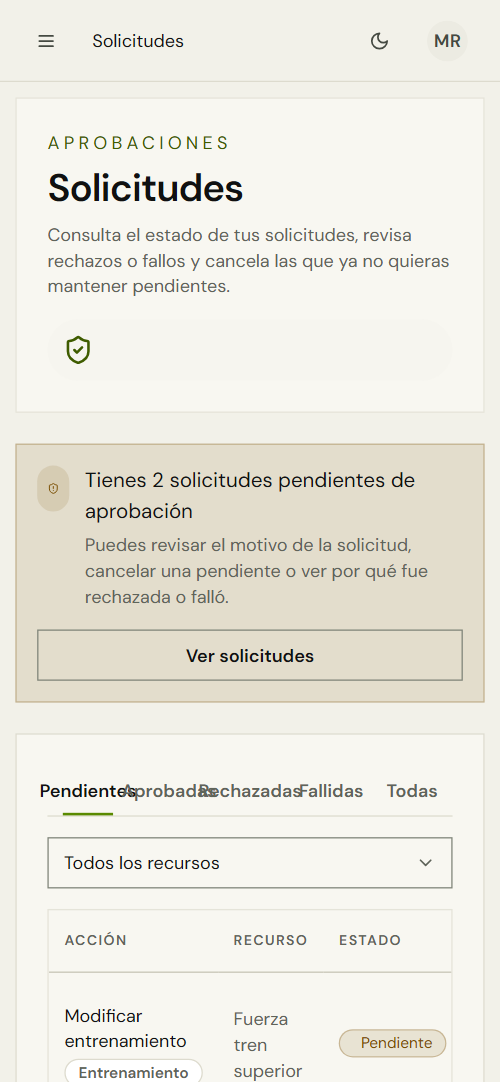 Solicitudes
MR
APROBACIONES
Solicitudes
Consulta el estado de tus solicitudes, revisa
rechazos o fallos y cancela las que ya no quieras
mantener pendientes.
Tienes 2 solicitudes pendientes de
aprobación
Puedes revisar el motivo de la solicitud,
cancelar una pendiente o ver por qué fue
rechazada o falló.
Ver solicitudes
Pendientes Aprobadas Rechazadas Fallidas Todas
Todos los recursos
ACCIÓN RECURSO ESTADO
Modificar
entrenamiento
Fuerza
tren
superior
Pendiente
Entrenamiento